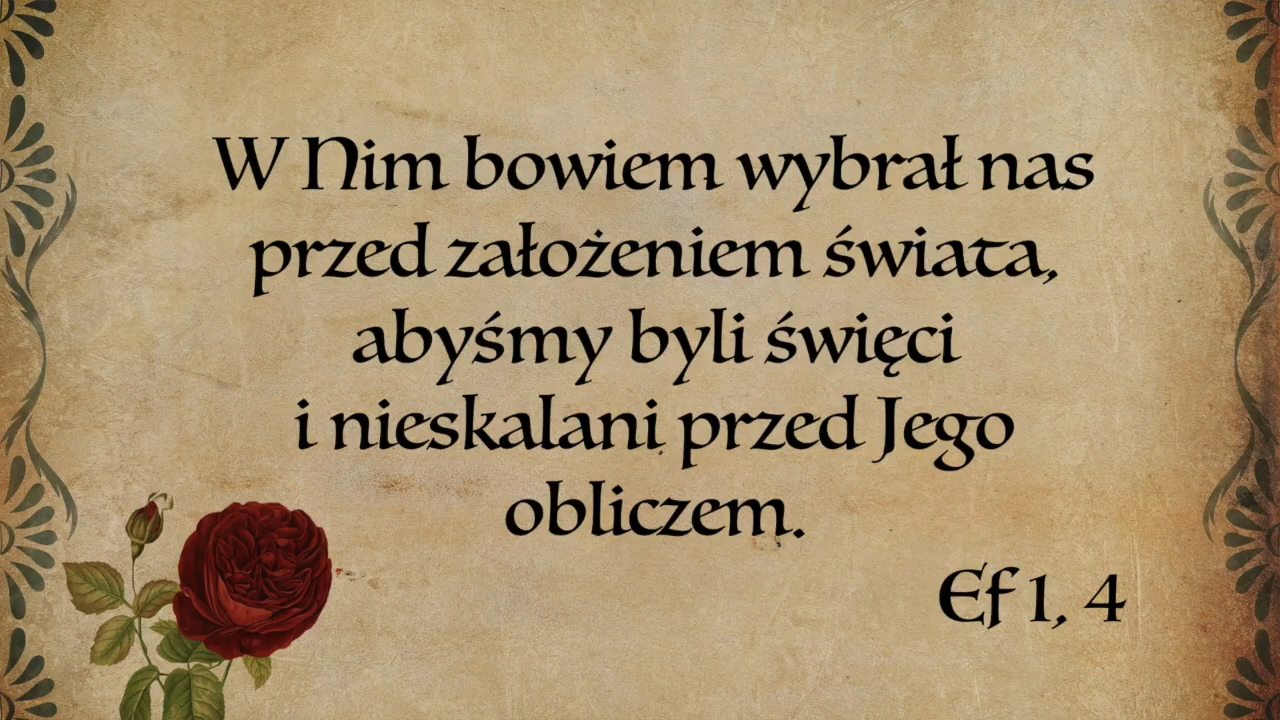 W Nim bowiem wybrał nas
przed założeniem świata,
abyśmy byli święci
i nieskalani przed Jego
obliczem.
Ef 1, 4